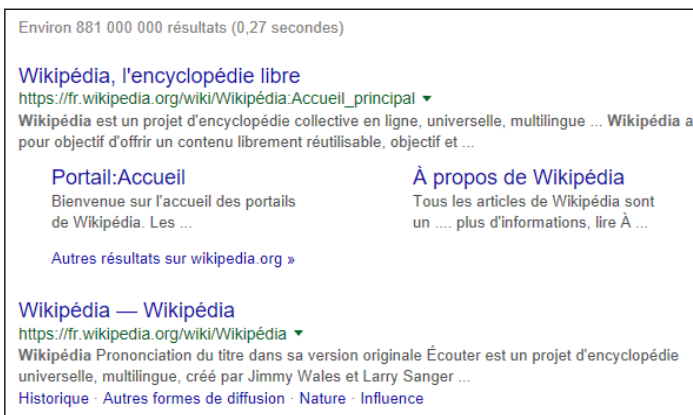 Environ 881 000 000 résultats (0,27 secondes)
Wikipédia, l'encyclopédie libre
https://fr.wikipedia.org/wiki/Wikipédia:Accueil_principal
Wikipédia est un projet d'encyclopédie collective en ligne, universelle, multilingue ... Wikipédia a
pour objectif d'offrir un contenu librement réutilisable, objectif et ...
Portail:Accueil
Bienvenue sur l'accueil des portails
de Wikipédia. Les ...
À propos de Wikipédia
Tous les articles de Wikipédia sont
un .... plus d'informations, lire À ...
Autres résultats sur wikipedia.org »
Wikipédia — Wikipédia
https://fr.wikipedia.org/wiki/Wikipédia
Wikipédia Prononciation du titre dans sa version originale Écouter est un projet d'encyclopédie
universelle, multilingue, créé par Jimmy Wales et Larry Sanger ...
Historique · Autres formes de diffusion · Nature · Influence